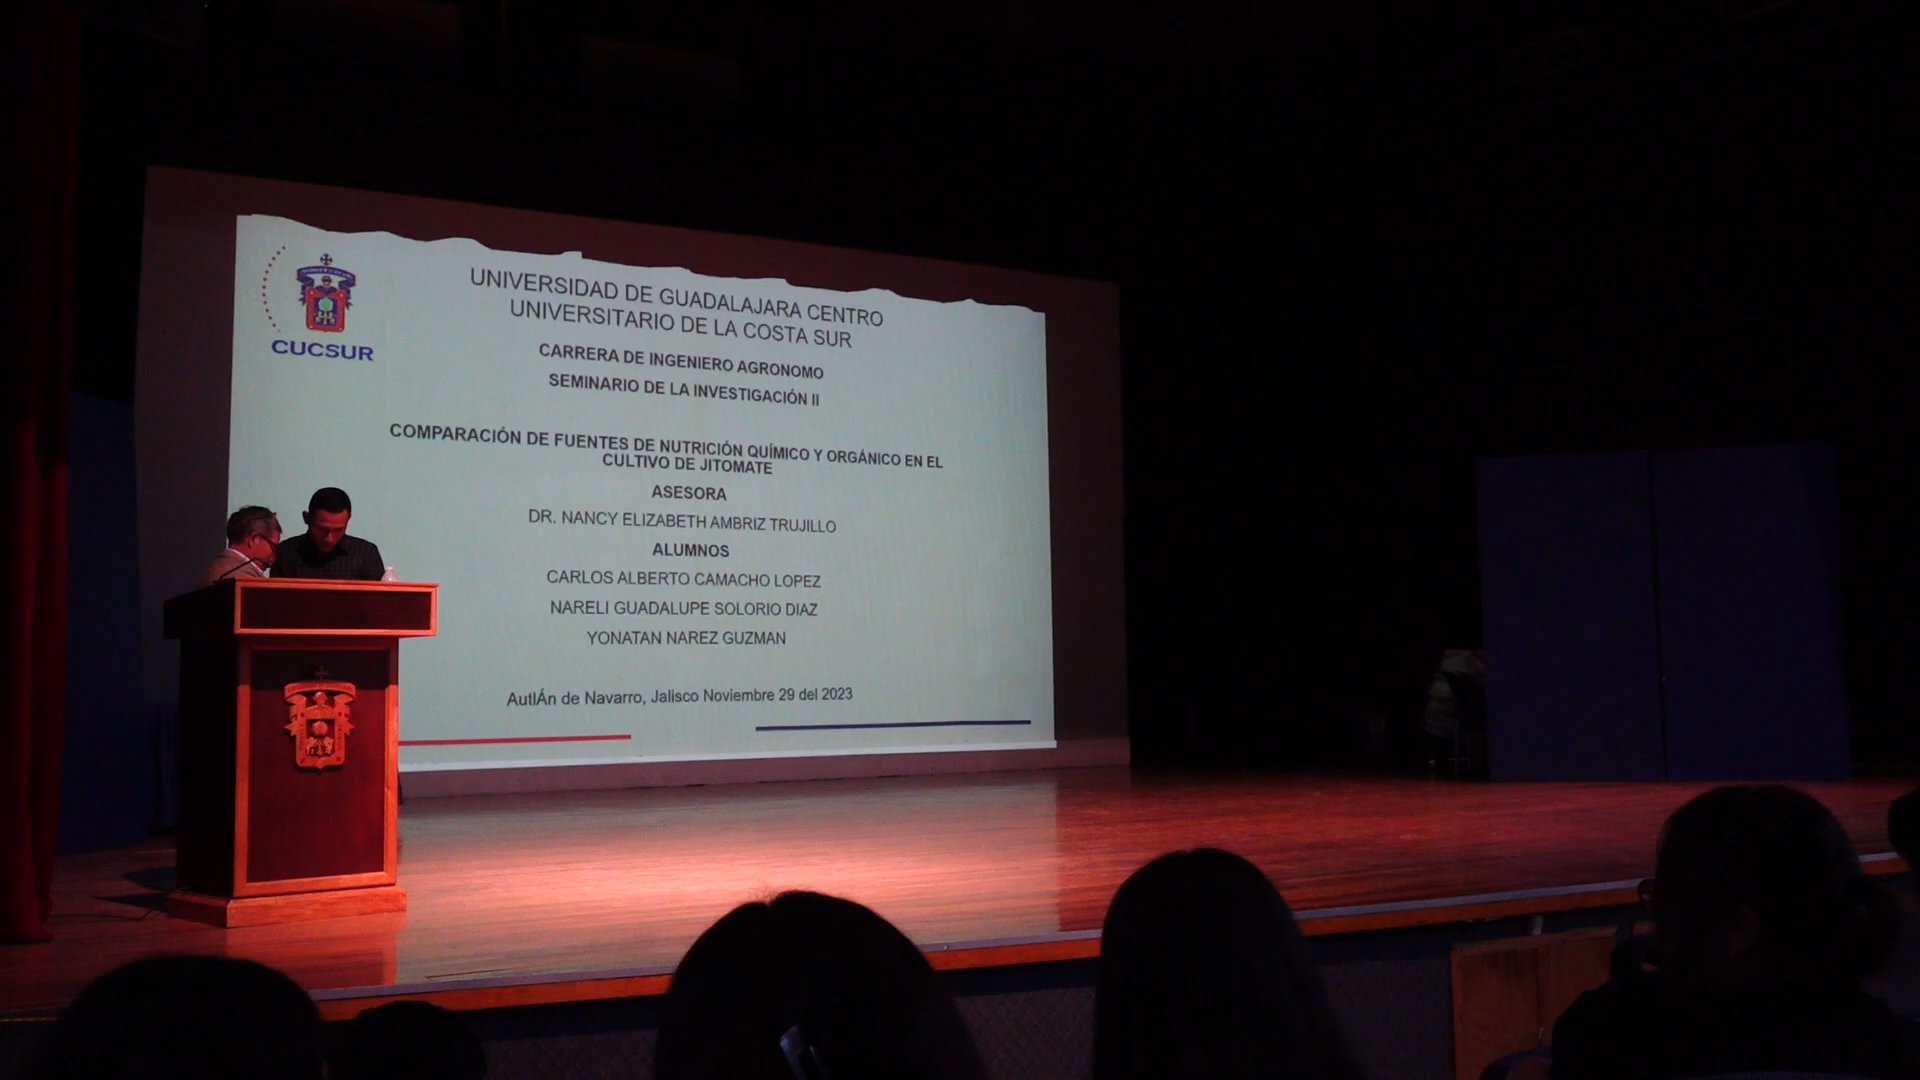 UNIVERSIDAD DE GUADALAJARA CENTRO
UNIVERSITARIO DE LA COSTA SUR
CUCSUR
CARRERA DE INGENIERO AGRONOMO
SEMINARIO DE LA INVESTIGACIÓN II
COMPARACIÓN DE FUENTES DE NUTRICIÓN QUÍMICO Y ORGÁNICO EN EL
CULTIVO DE JITOMATE
ASESORA
DR. NANCY ELIZABETH AMBRIZ TRUJILLO
ALUMNOS
CARLOS ALBERTO CAMACHO LOPEZ
NARELI GUADALUPE SOLORIO DIAZ
YONATAN NAREZ GUZMAN
AutlÁn de Navarro, Jalisco Noviembre 29 del 2023